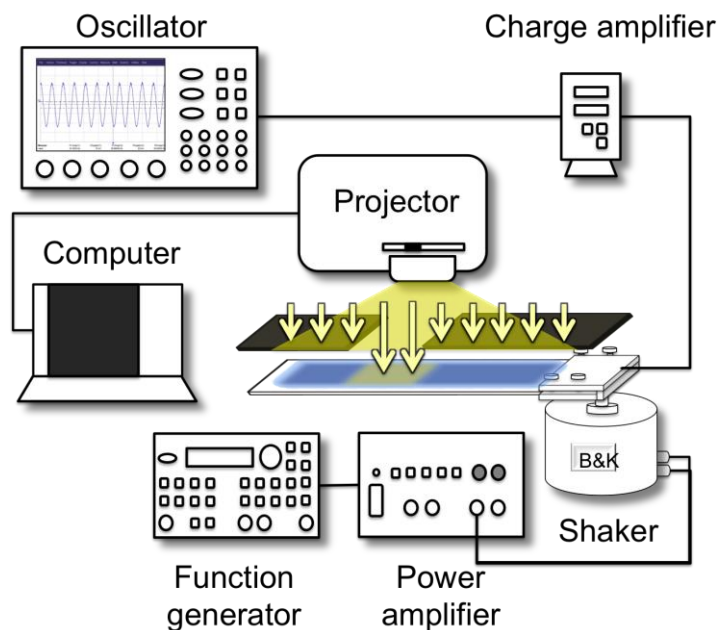 Oscillator
Charge amplifier
Projector
Computer
B&K
Shaker
Function
generator
Power
amplifier